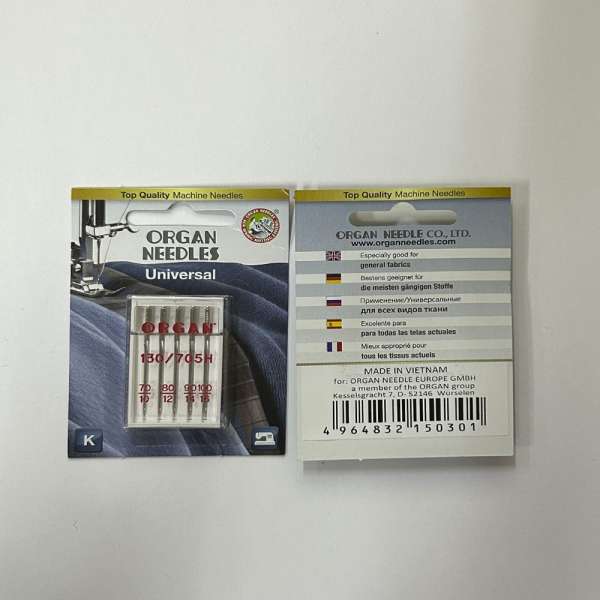 Top Quality Machine Needles
ORGAN
NEEDLES
Universal
ORGAN
130/705H
70 80 90 100
10 12 14 16
K
Top Quality Machine Needles
ORGAN NEEDLE CO., LTD.
www.organneedles.com
Especially good for
general fabrics
Bestens geeignet für
die meisten gängigen Stoffe
Применение/Универсальные
для всех видов ткани
Excelente para
para todas las telas actuales
Mieux approprié pour
tous les tissus actuels
MADE IN VIETNAM
for: ORGAN NEEDLE EUROPE GMBH
a member of the ORGAN group
Kesselsgracht 7, D- 52146 Würselen
4 964832 150301